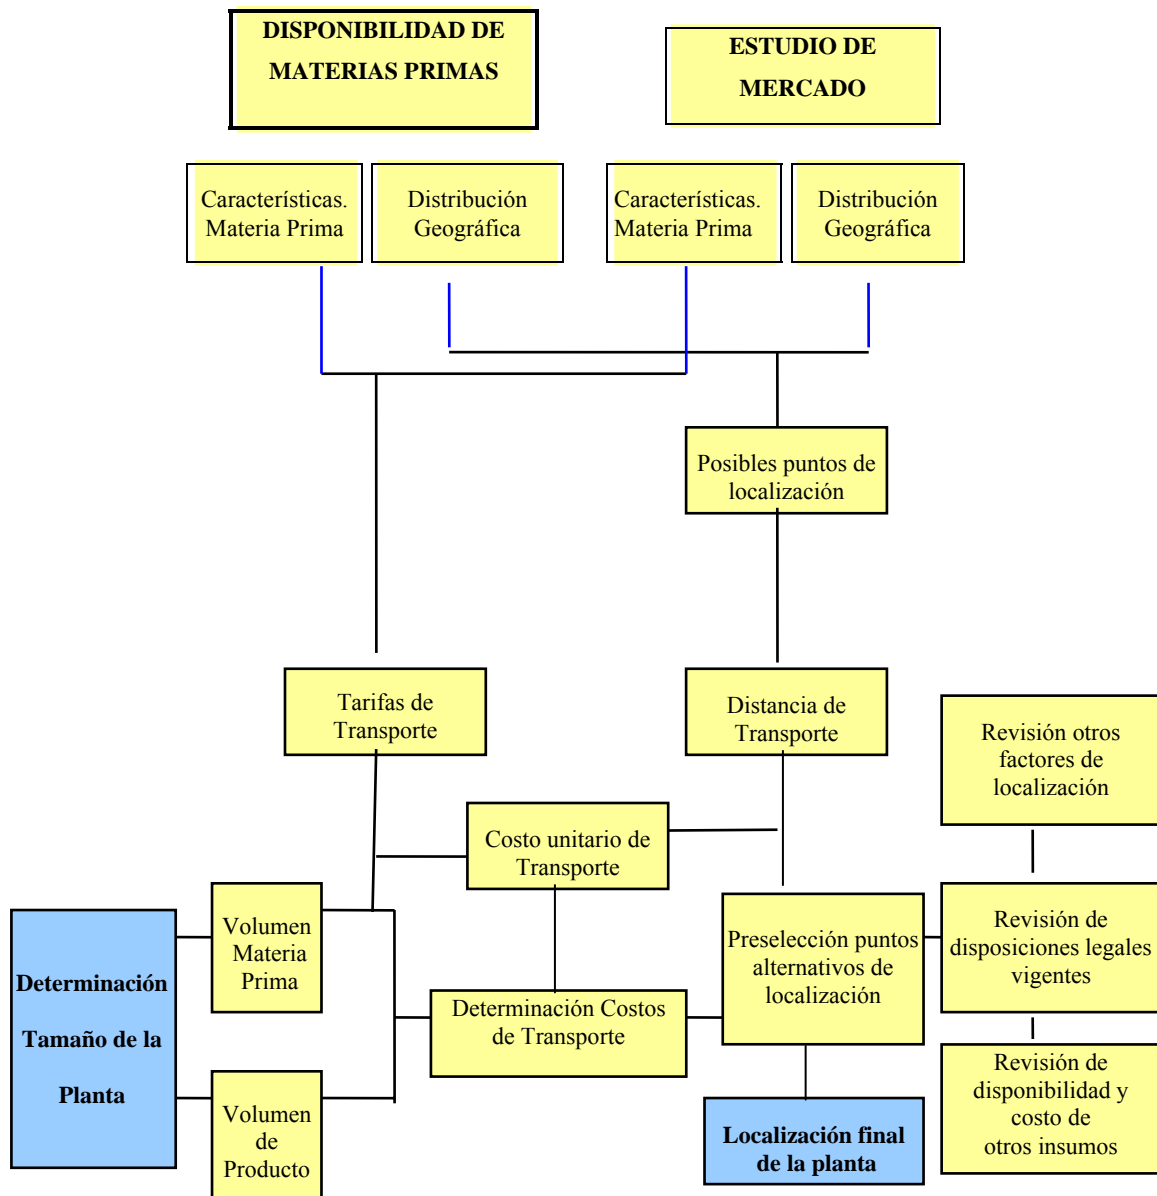 DISPONIBILIDAD DE
MATERIAS PRIMAS
ESTUDIO DE
MERCADO
Características.
Materia Prima
Distribución
Geográfica
Características.
Materia Prima
Distribución
Geográfica
Posibles puntos de
localización
Tarifas de
Transporte
Distancia de
Transporte
Revisión otros
factores de
localización
Costo unitario de
Transporte
Determinación
Tamaño de la
Planta
Volumen
Materia
Prima
Preselección puntos
alternativos de
localización
Revisión de
disposiciones legales
vigentes
Determinación Costos
de Transporte
Volumen
de
Producto
Localización final
de la planta
Revisión de
disponibilidad y
costo de
otros insumos